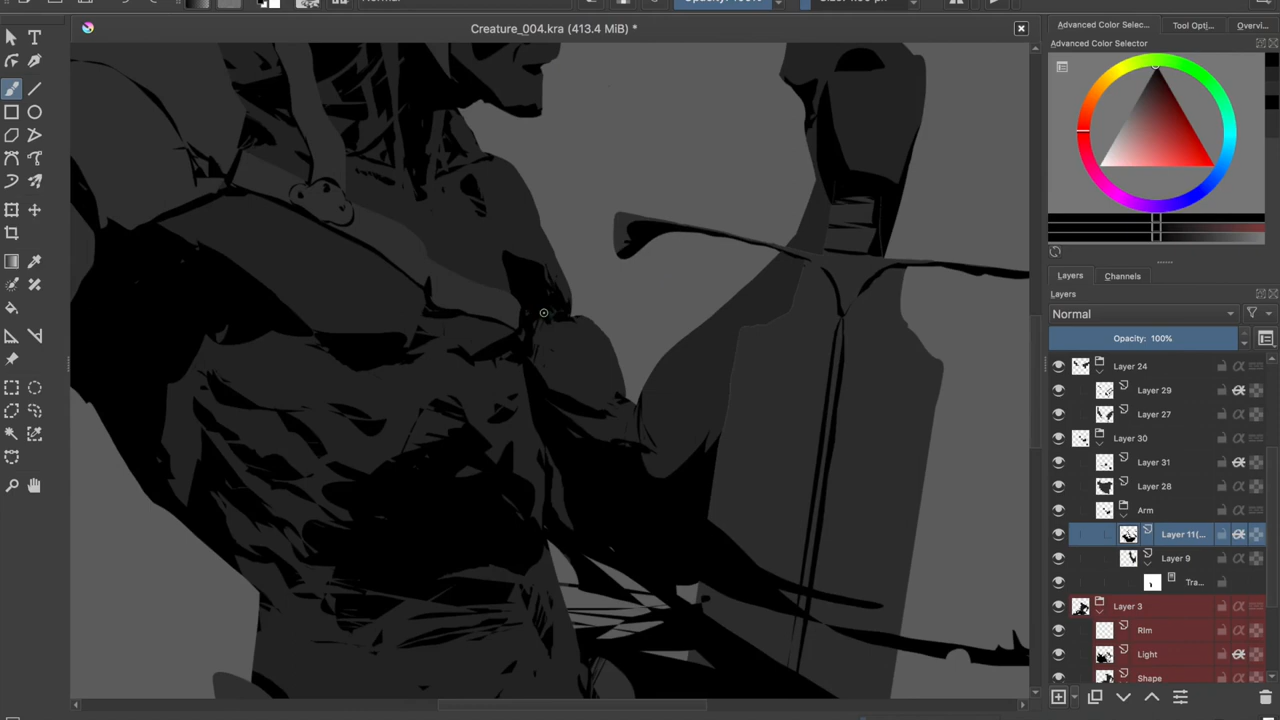 Creature_004.kra (413.4 MiB) *
Advanced Color Selec... Tool Opti... Overvi...
Advanced Color Selector
Layers Channels
Layers
Normal
Opacity: 100%
Layer 24
Layer 29
Layer 27
Layer 30
Layer 31
Layer 28
Arm
Layer 11(...
Layer 9
Tra...
Layer 3
RIm
Light
Shape